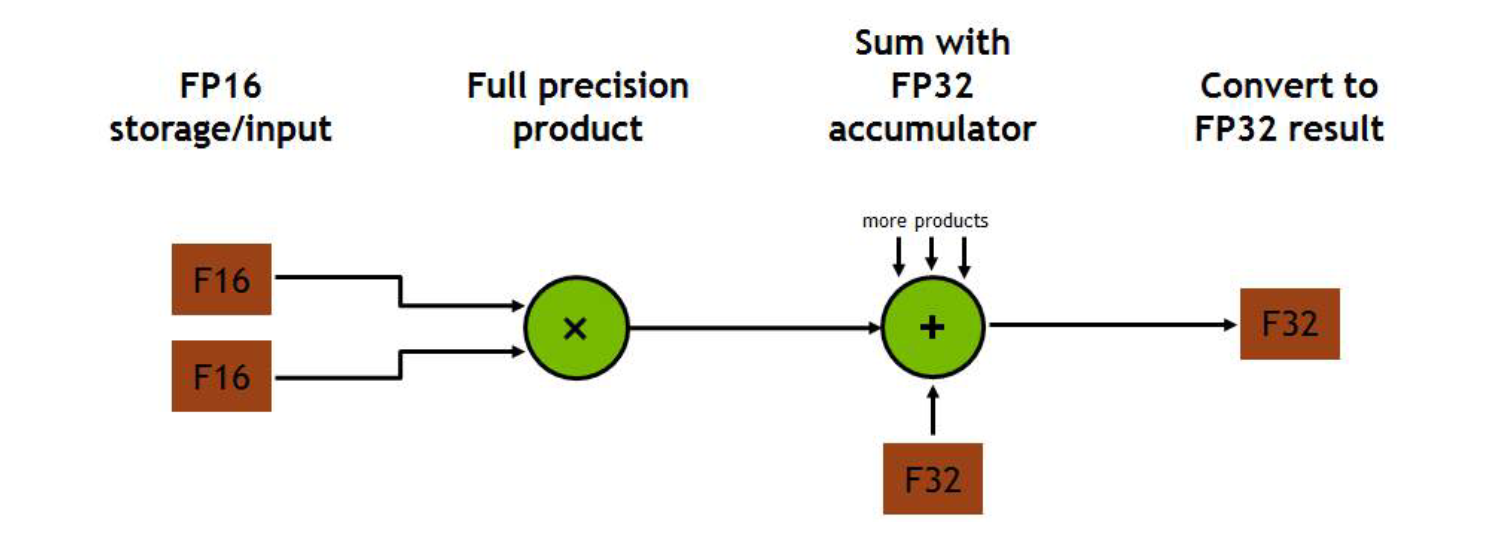 FP16
storage/input
Full precision
product
Sum with
FP32
accumulator
Convert to
FP32 result
more products
F16
F16
×
+
F32
F32